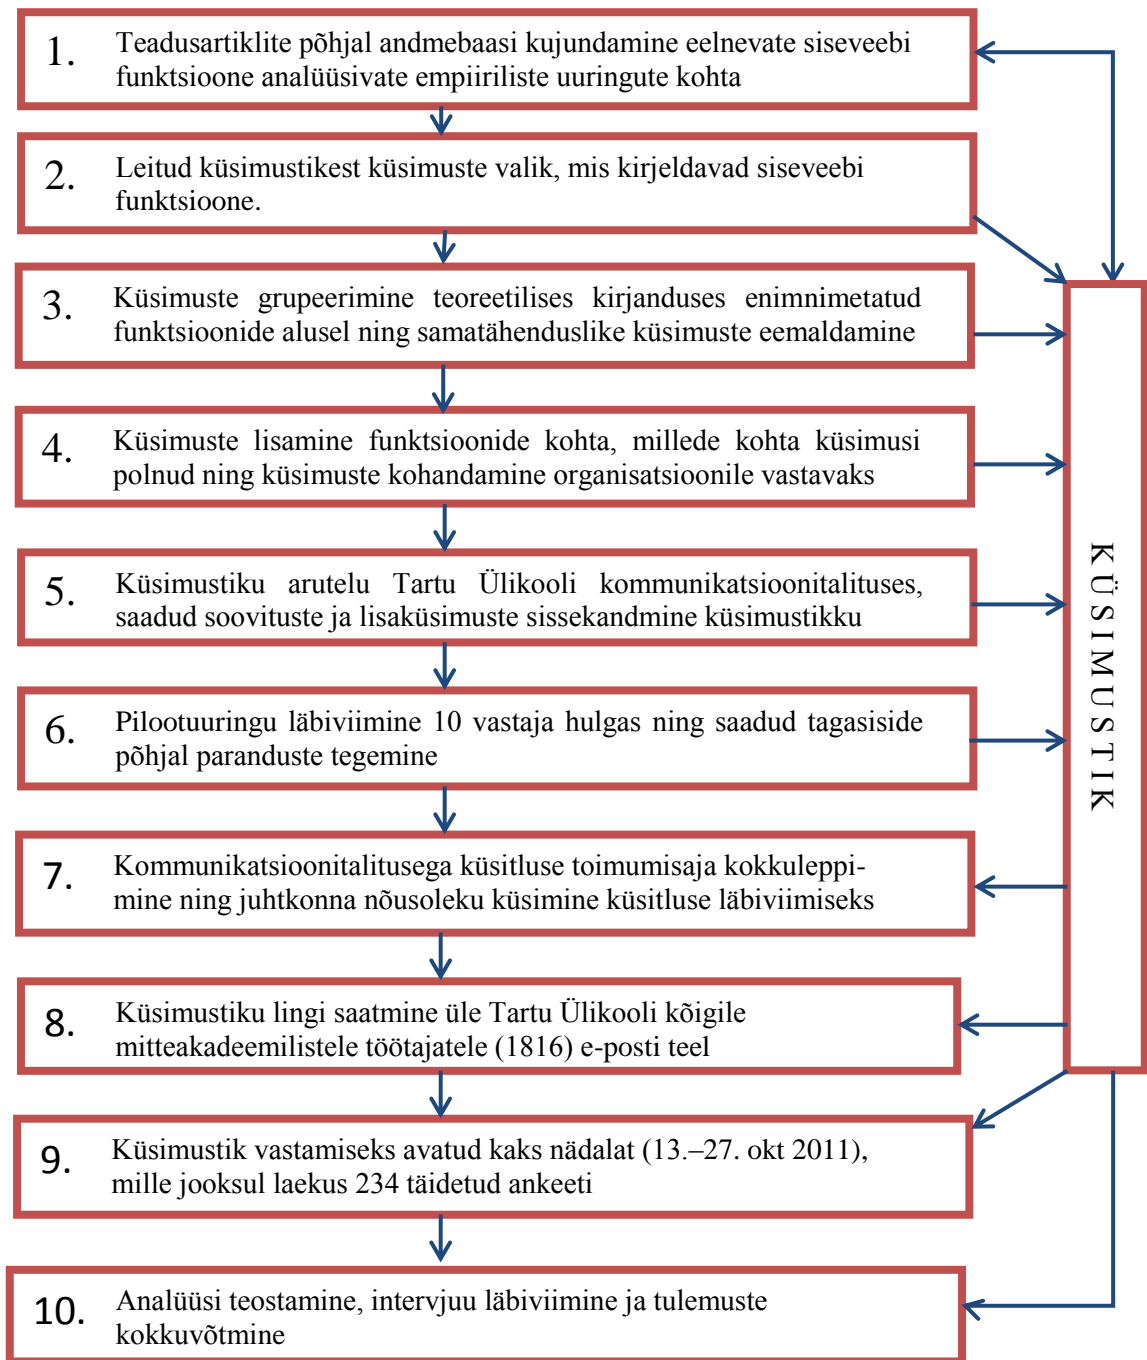 1. Teadusartiklite põhjal andmebaasi kujundamine eelnevate siseveebi
funktsioone analüüsivate empiiriliste uuringute kohta
2. Leitud küsimustikest küsimuste valik, mis kirjeldavad siseveebi
funktsioone.
3. Küsimuste grupeerimine teoreetilises kirjanduses enimnimetatud
funktsioonide alusel ning samatähenduslike küsimuste eemaldamine
4. Küsimuste lisamine funktsioonide kohta, millede kohta küsimusi
polnud ning küsimuste kohandamine organisatsioonile vastavaks
5. Küsimustiku arutelu Tartu Ülikooli kommunikatsioonitalituses,
saadud soovituste ja lisaküsimuste sissekandmine küsimustikku
6. Pilootuuringu läbiviimine 10 vastaja hulgas ning saadud tagasiside
põhjal paranduste tegemine
7. Kommunikatsioonitalitusega küsitluse toimumisaja kokkuleppi-
mine ning juhtkonna nõusoleku küsimine küsitluse läbiviimiseks
8. Küsimustiku lingi saatmine üle Tartu Ülikooli kõigile
mitteakadeemilistele töötajatele (1816) e-posti teel
9. Küsimustik vastamiseks avatud kaks nädalat (13.–27. okt 2011),
mille jooksul laekus 234 täidetud ankeeti
10. Analüüsi teostamine, intervjuu läbiviimine ja tulemuste
kokkuvõtmine
KÜSIMUSTIK